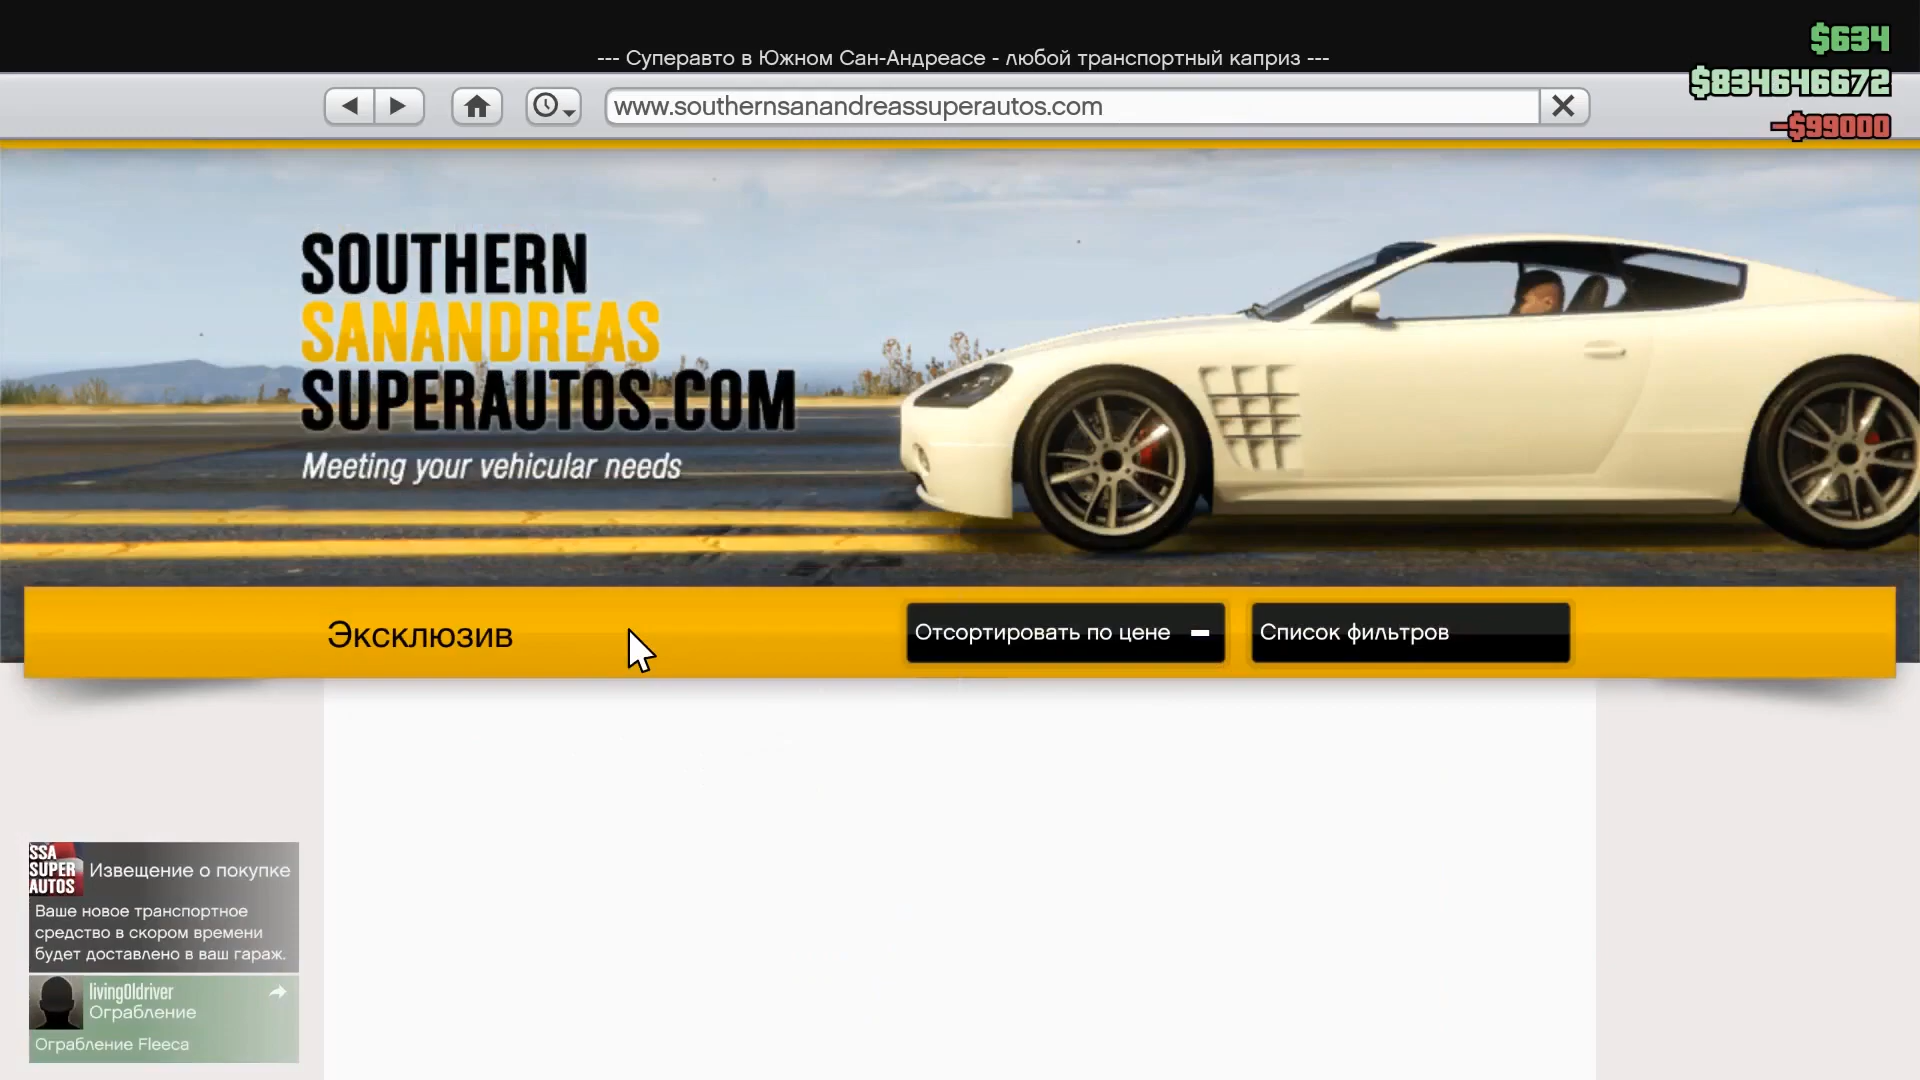 --- Суперавто в Южном Сан-Андреасе - любой транспортный каприз ---
$634
$834646672
-$99000
www.southernsanandreassuperautos.com
SOUTHERN
SANANDREAS
SUPERAUTOS.COM
Meeting your vehicular needs
Эксклюзив
Отсортировать по цене
Список фильтров
SSA
SUPER
AUTOS
Извещение о покупке
Ваше новое транспортное
средство в скором времени
будет доставлено в ваш гараж.
living0ldriver
Ограбление
Ограбление Fleeca